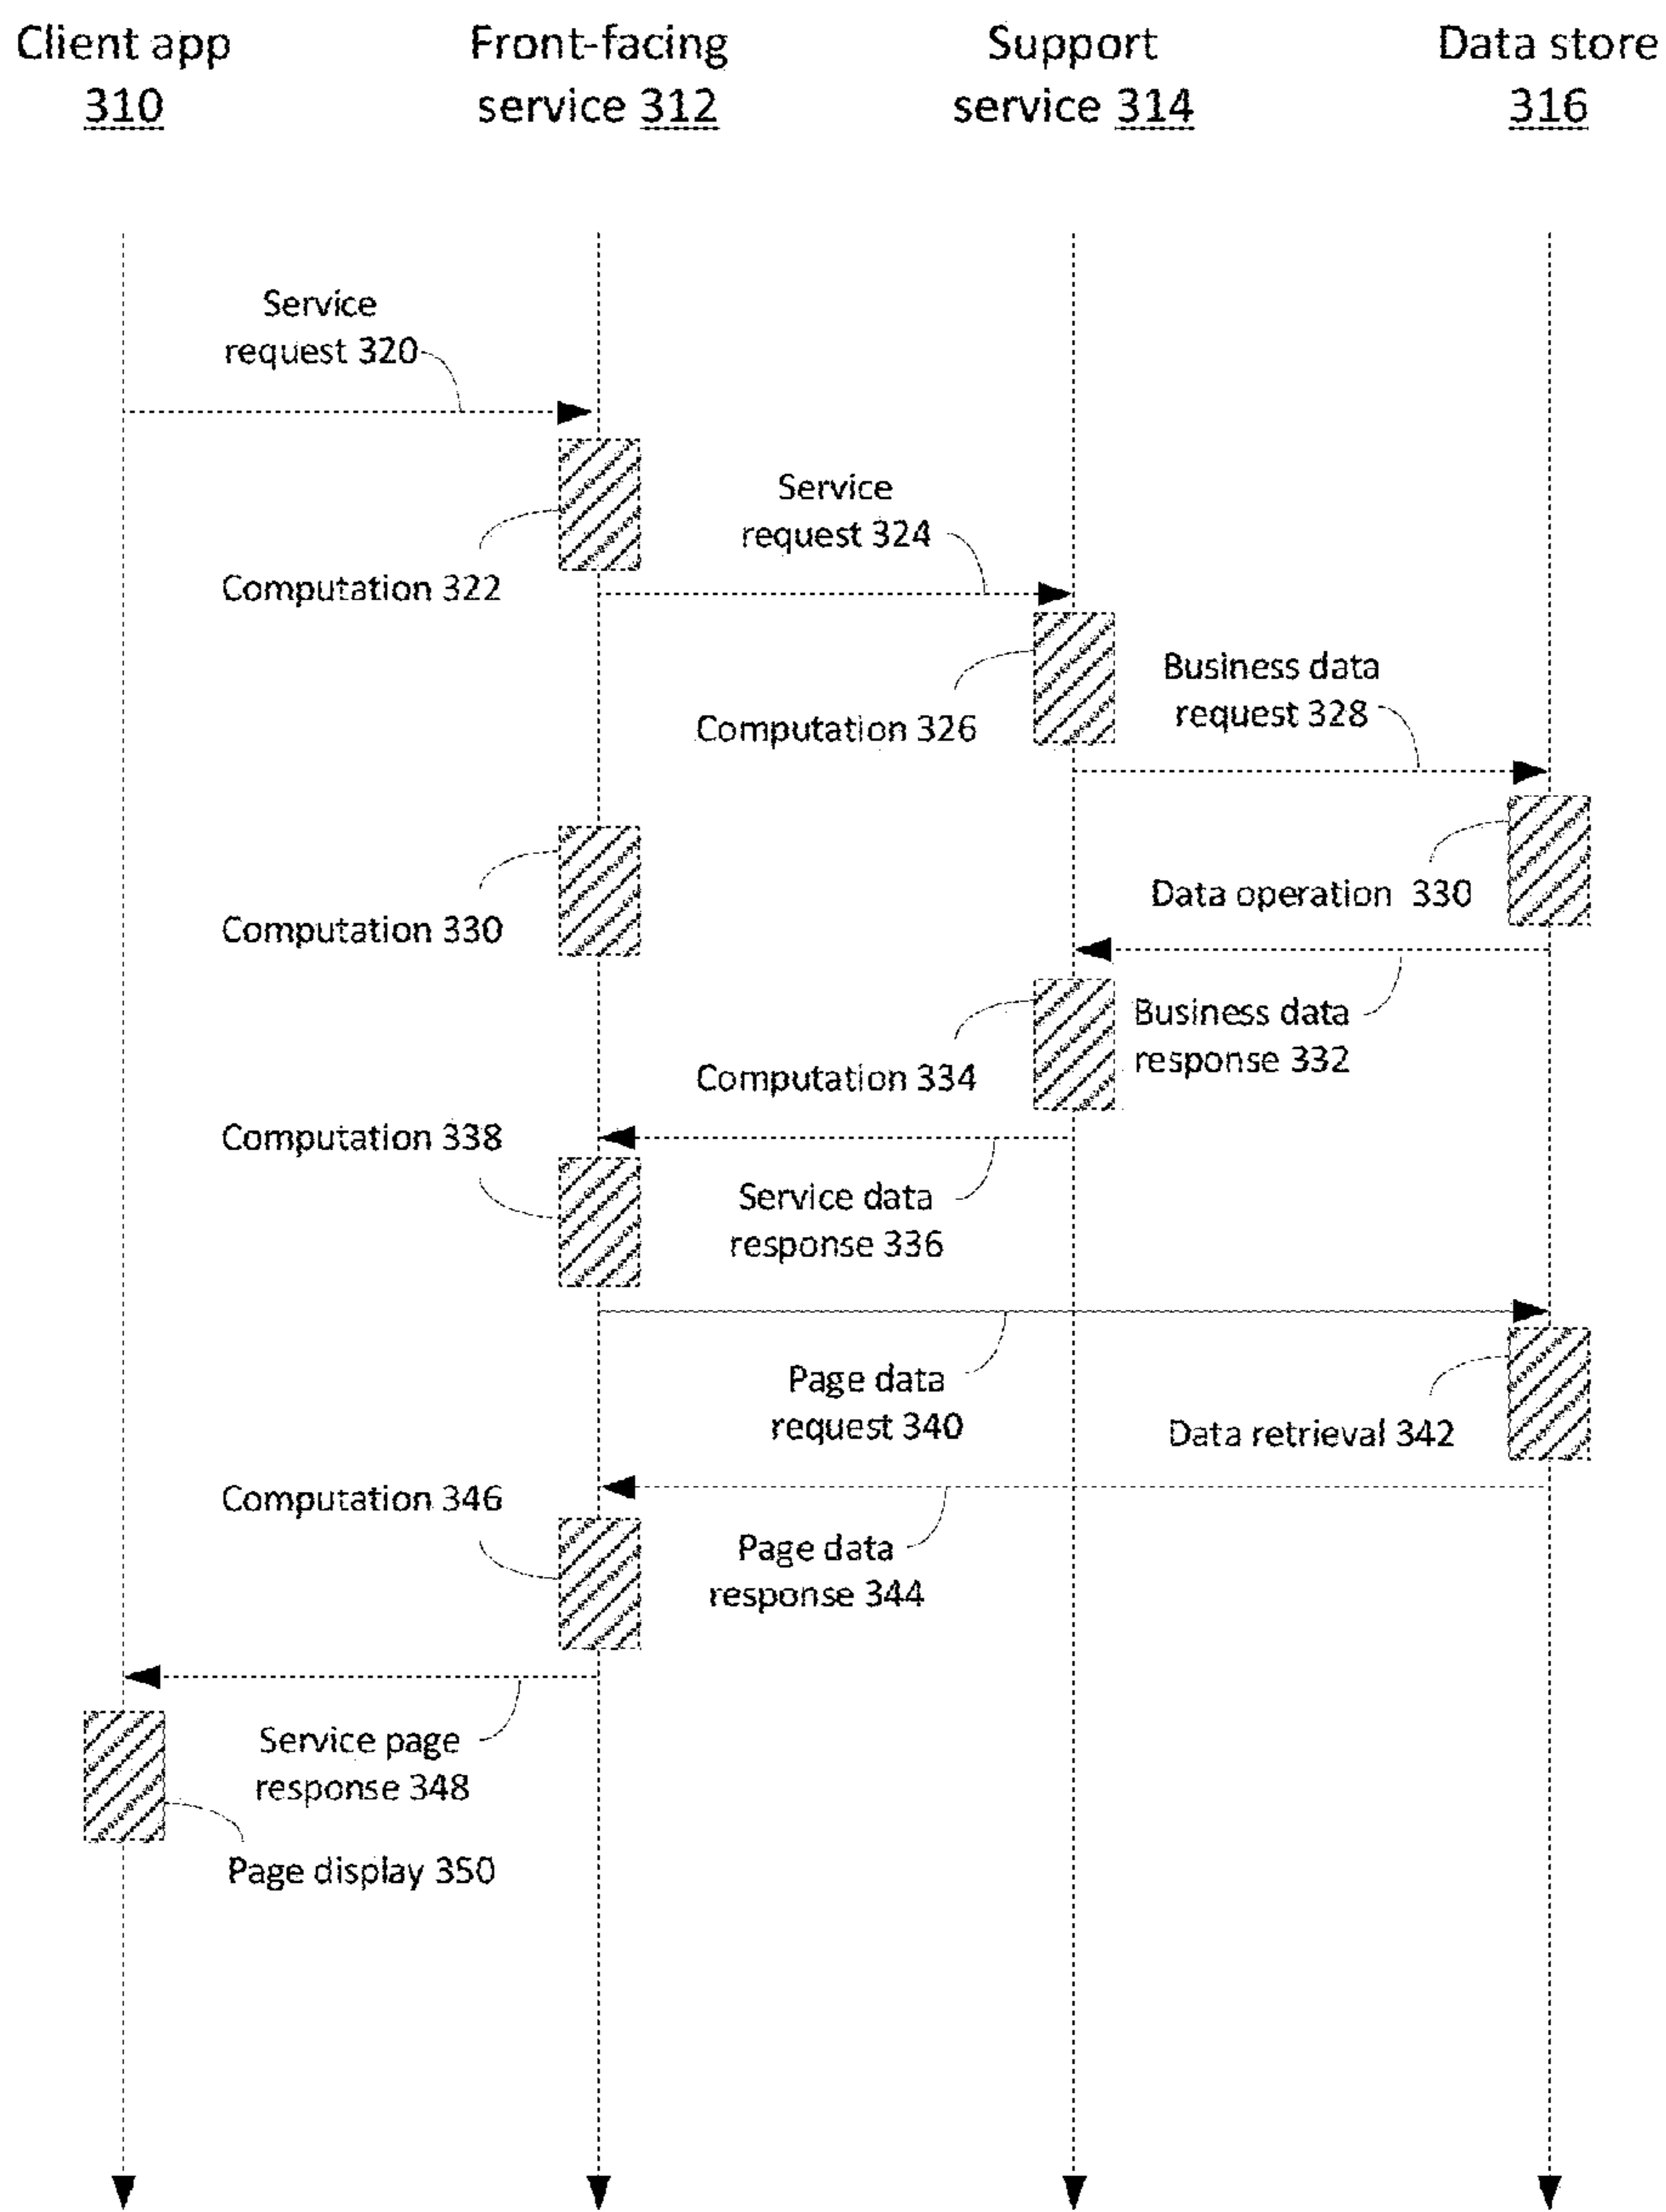 Client app
310
Front-facing
service 312
Support
service 314
Data store
316
Service
request 320
Computation 322
Service
request 324
Computation 326
Business data
request 328
Computation 330
Data operation 330
Business data
response 332
Computation 334
Computation 338
Service data
response 336
Page data
request 340
Data retrieval 342
Computation 346
Page data
response 344
Service page
response 348
Page display 350